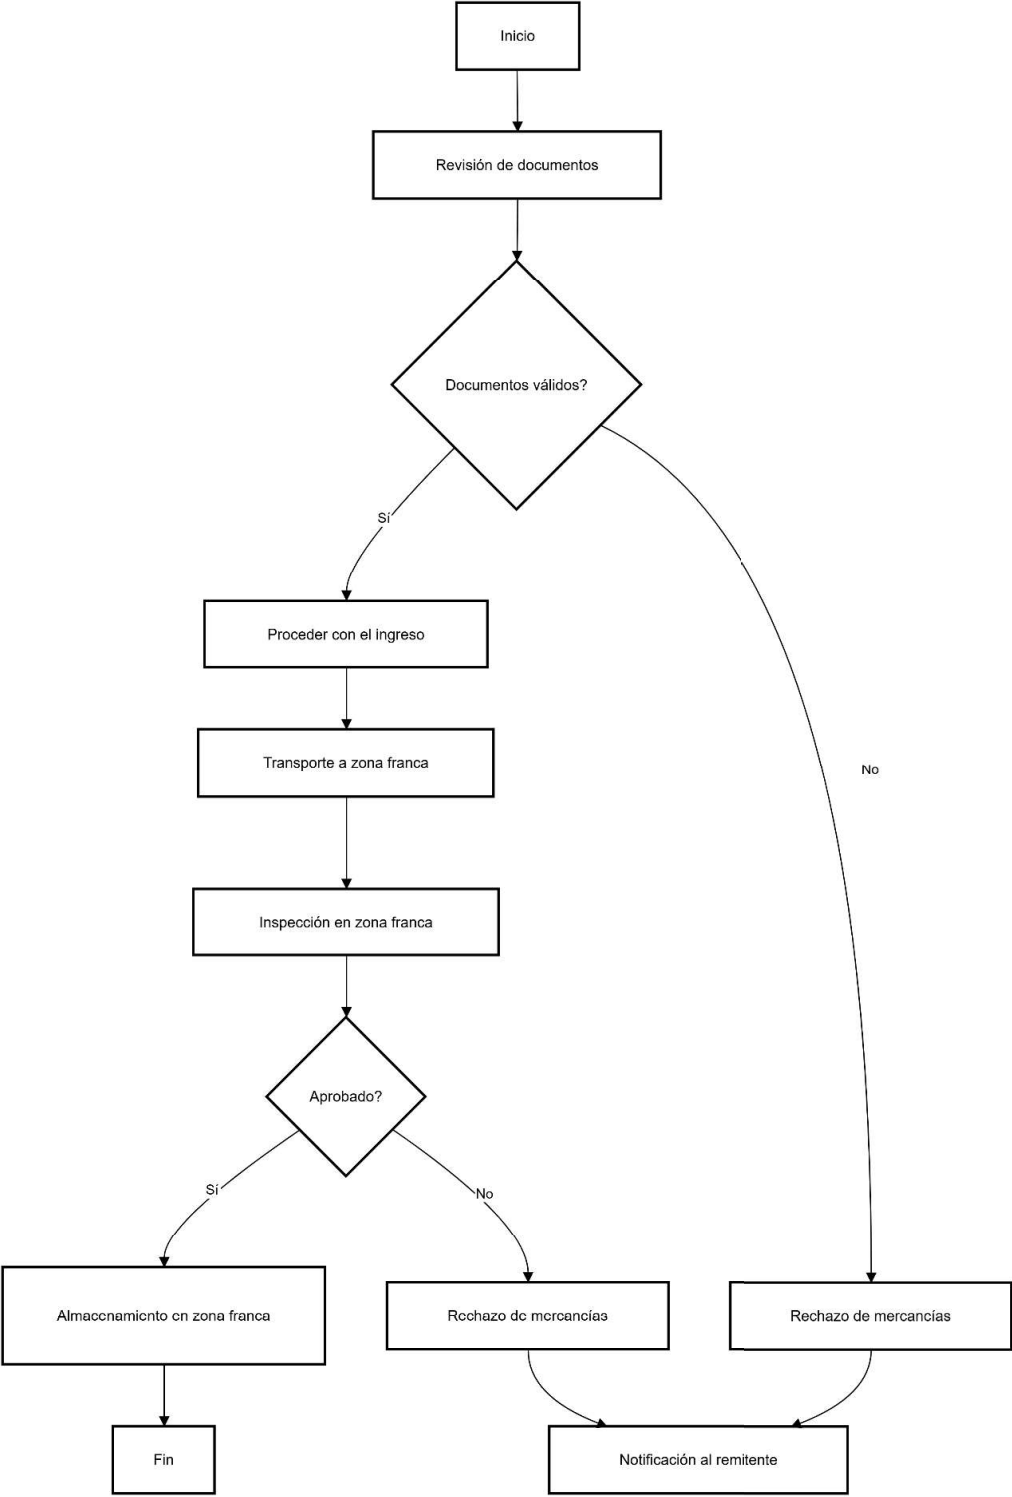 Inicio
Revisión de documentos
Documentos válidos?
Sí
Proceder con el ingreso
Transporte a zona franca
No
Inspección en zona franca
Aprobado?
Sí
No
Almacenamiento en zona franca
Rechazo de mercancías
Rechazo de mercancías
Fin
Notificación al remitente